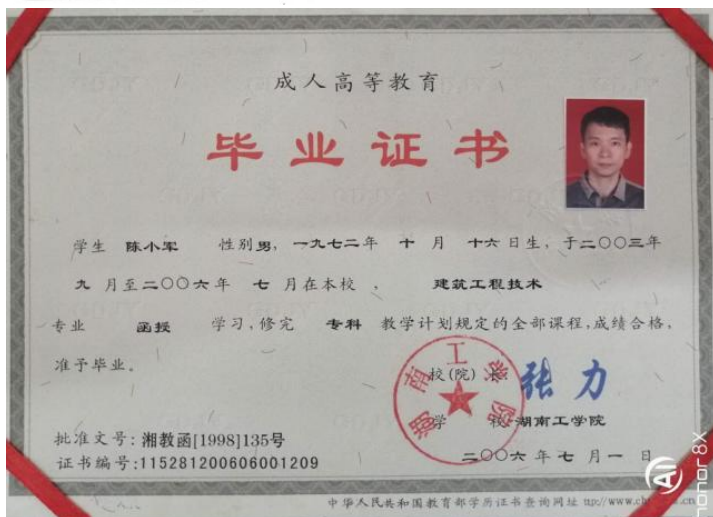 成人高等教育
毕业证书
学生 陈小军 性别男, 一九七二年 十 月 十六 日生, 于二〇〇三年
九 月至二〇〇六年 七 月在本校 、 建筑工程技术
专业 函授 学习, 修完 专科 教学计划规定的全部课程, 成绩合格,
准予毕业。
校(院)长: 张力
学 校: 湖南工学院
湖南工学院
批准文号: 湘教函[1998]135号
证书编号:115281200606001209
二〇〇六年七月一日
中华人民共和国教育部学历证书查询网址
honor 8X